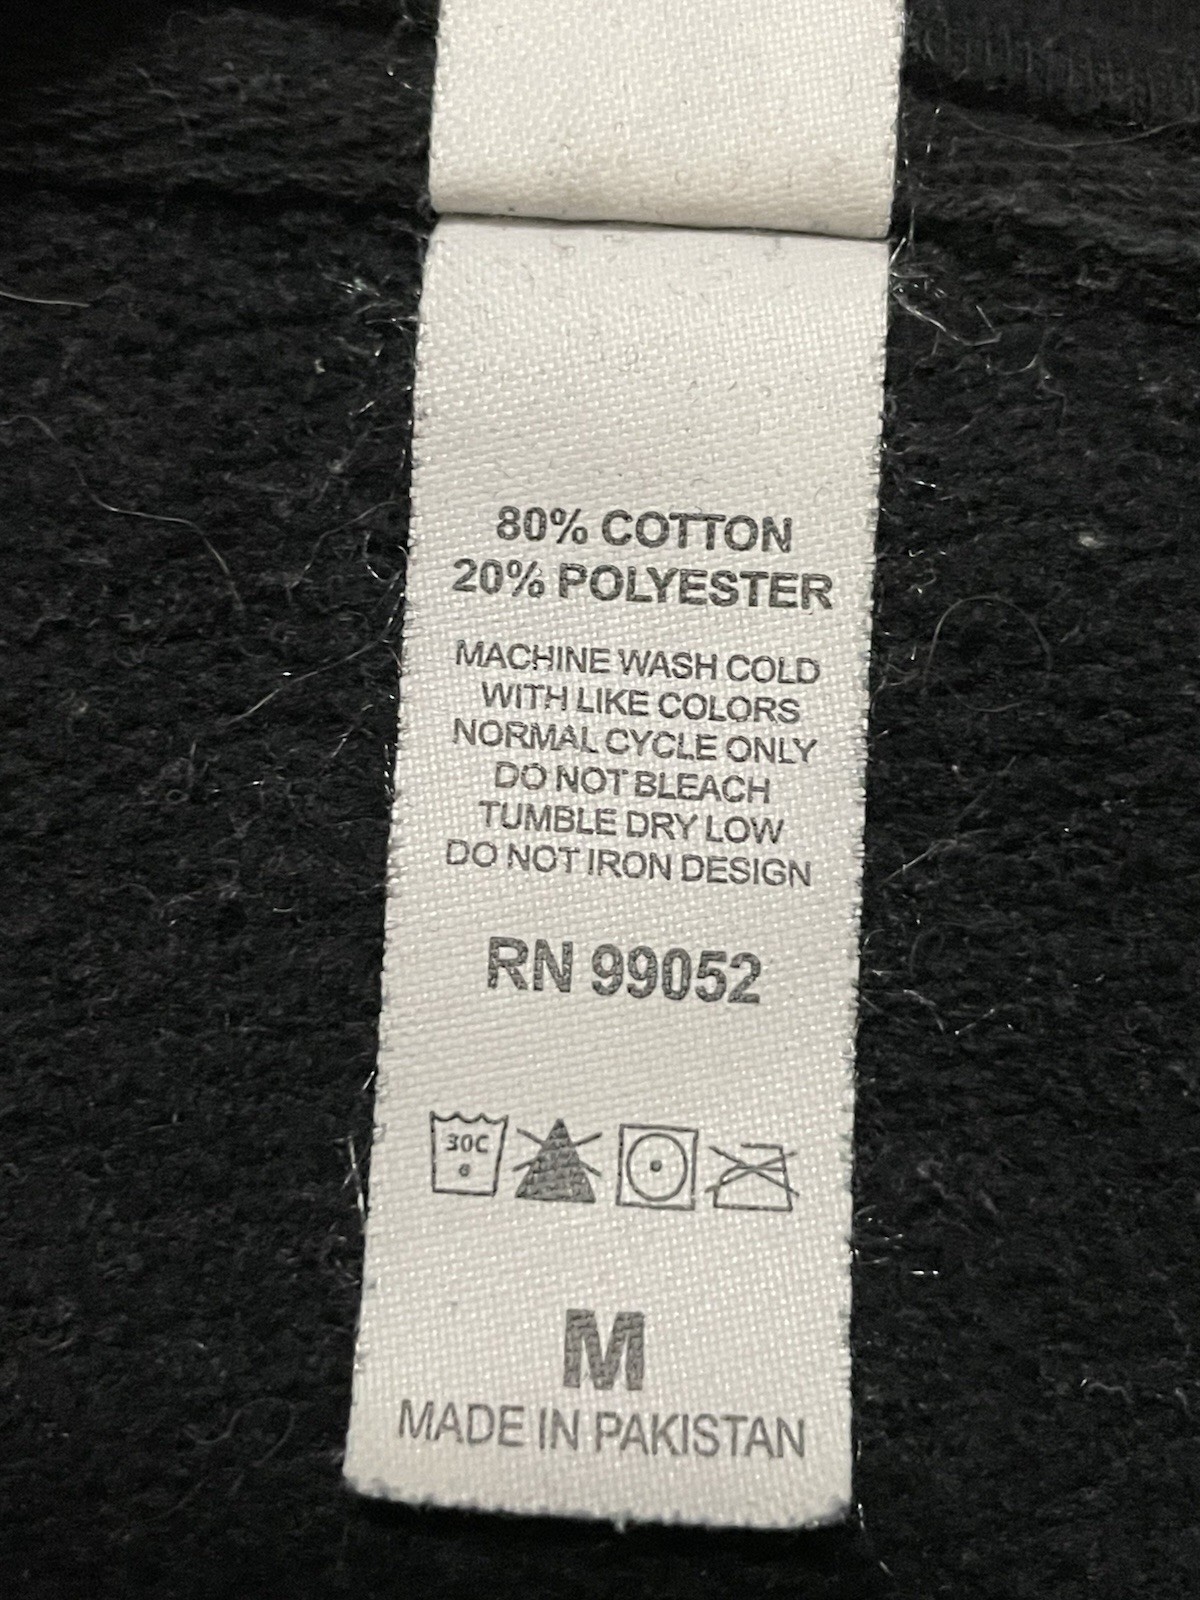 80% COTTON
20% POLYESTER
MACHINE WASH COLD
WITH LIKE COLORS
NORMAL CYCLE ONLY
DO NOT BLEACH
TUMBLE DRY LOW
DO NOT IRON DESIGN
RN 99052
30C
M
MADE IN PAKISTAN